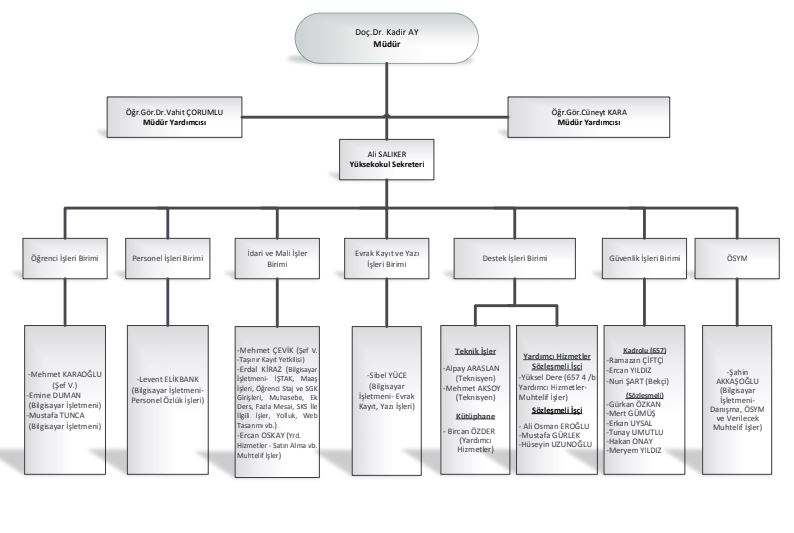 Doç.Dr. Kadir AY
Müdür
Öğr.Gör.Dr.Vahit ÇORUMLU
Müdür Yardımcısı
Öğr.Gör.Cüneyt KARA
Müdür Yardımcısı
Ali SALIKER
Yüksekokul Sekreteri
Öğrenci İşleri Birimi
Personel İşleri Birimi
İdari ve Mali İşler
Birimi
Evrak Kayıt ve Yazı
İşleri Birimi
Destek İşleri Birimi
Güvenlik İşleri Birimi
ÖSYM
-Mehmet KARAOĞLU
(Şef V.)
-Emine DUMAN
(Bilgisayar İşletmeni)
-Mustafa TUNCA
(Bilgisayar İşletmeni)
-Levent ELİKBANK
(Bilgisayar İşletmeni-
Personel Özlük İşleri)
-Mehmet ÇEVİK (Şef V.
-Taşınır Kayıt Yetkilisi)
-Erdal KİRAZ (Bilgisayar
İşletmeni- İŞTAK, Maaş
İşleri, Öğrenci Staj ve SGK
Girişleri, Muhasebe, Ek
Ders, Fazla Mesai, SKS İle
İlgili İşler, Yolluk, Web
Tasarımı vb.)
-Ercan OSKAY (Yrd.
Hizmetler - Satın Alma vb.
Muhtelif İşler)
-Sibel YÜCE
(Bilgisayar
İşletmeni- Evrak
Kayıt, Yazı İşleri)
Teknik İşler
-Alpay ARASLAN
(Teknisyen)
-Mehmet AKSOY
(Teknisyen)
Kütüphane
- Bircan ÖZDER
(Yardımcı
Hizmetler)
Yardımcı Hizmetler
Sözleşmeli İşçi
-Yüksel Dere (657 4 /b
Yardımcı Hizmetler-
Muhtelif İşler)
Sözleşmeli İşçi
- Ali Osman EROĞLU
-Mustafa GÜRLEK
-Hüseyin UZUNOĞLU
Kadrolu (657)
-Ramazan ÇİFTÇİ
-Ercan YILDIZ
-Nuri ŞART (Bekçi)
(Sözleşmeli)
-Gürkan ÖZKAN
-Mert GÜMÜŞ
-Erkan UYSAL
-Tunay UMUTLU
-Hakan ONAY
-Meryem YILDIZ
-Şahin
AKKAŞOĞLU
(Bilgisayar
İşletmeni-
Danışma, ÖSYM
ve Verilecek
Muhtelif İşler)